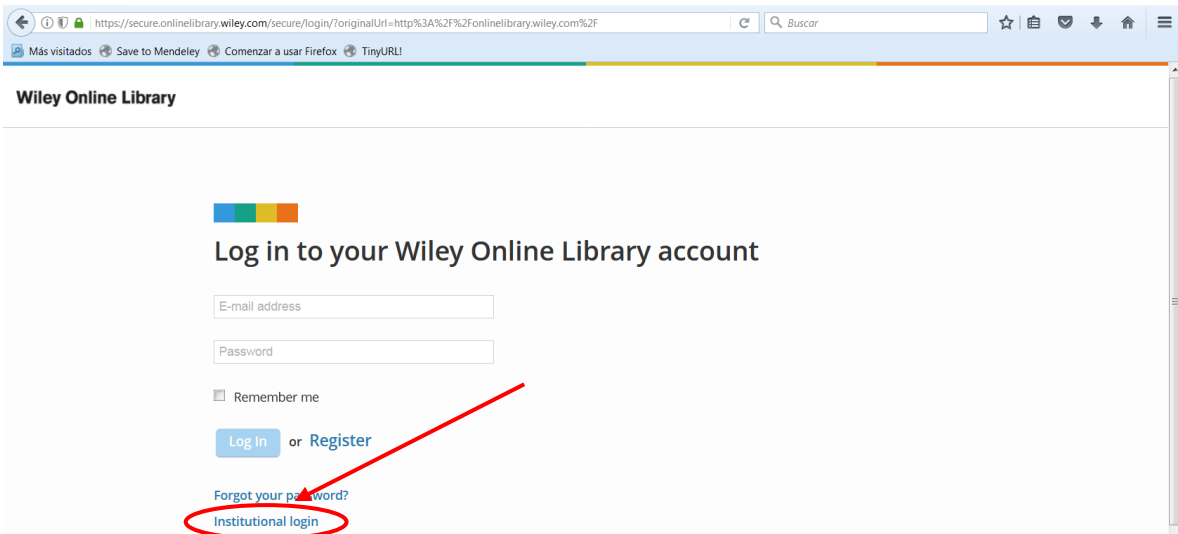 https://secure.onlinelibrary.wiley.com/secure/login/?originalUrl=http%3A%2F%2Fonlinelibrary.wiley.com%2F
Buscar
Más visitados Save to Mendeley Comenzar a usar Firefox TinyURL!
Wiley Online Library
Log in to your Wiley Online Library account
E-mail address
Password
Remember me
Log In or Register
Forgot your password?
Institutional login